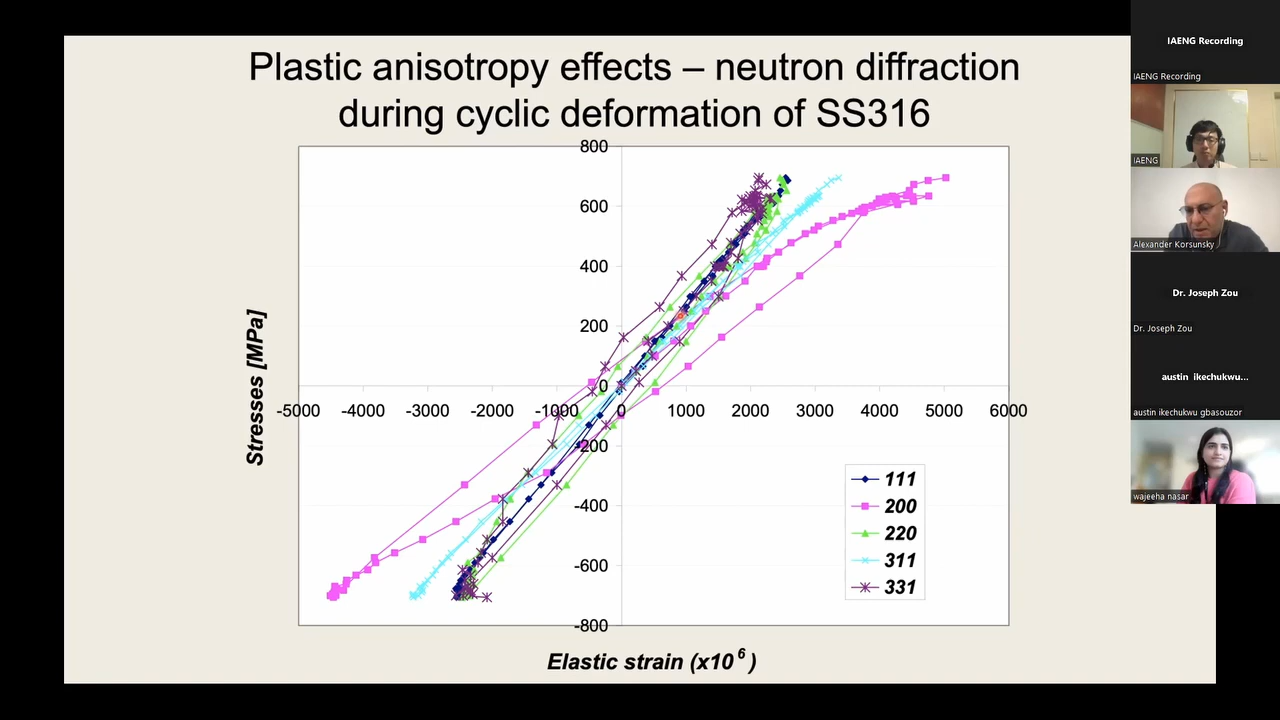 Plastic anisotropy effects – neutron diffraction
during cyclic deformation of SS316
800
600
400
200
0
-5000 -4000 -3000 -2000 -1000 0 1000 2000 3000 4000 5000 6000
-200
-400
-600
-800
Stresses [MPa]
Elastic strain (x10 6 )
111
200
220
311
331
IAENG Recording
IAENG Recording
IAENG
Alexander Korsunsky
Dr. Joseph Zou
Dr. Joseph Zou
austin ikechukwu...
austin ikechukwu gbasouzor
wajeeha nasar